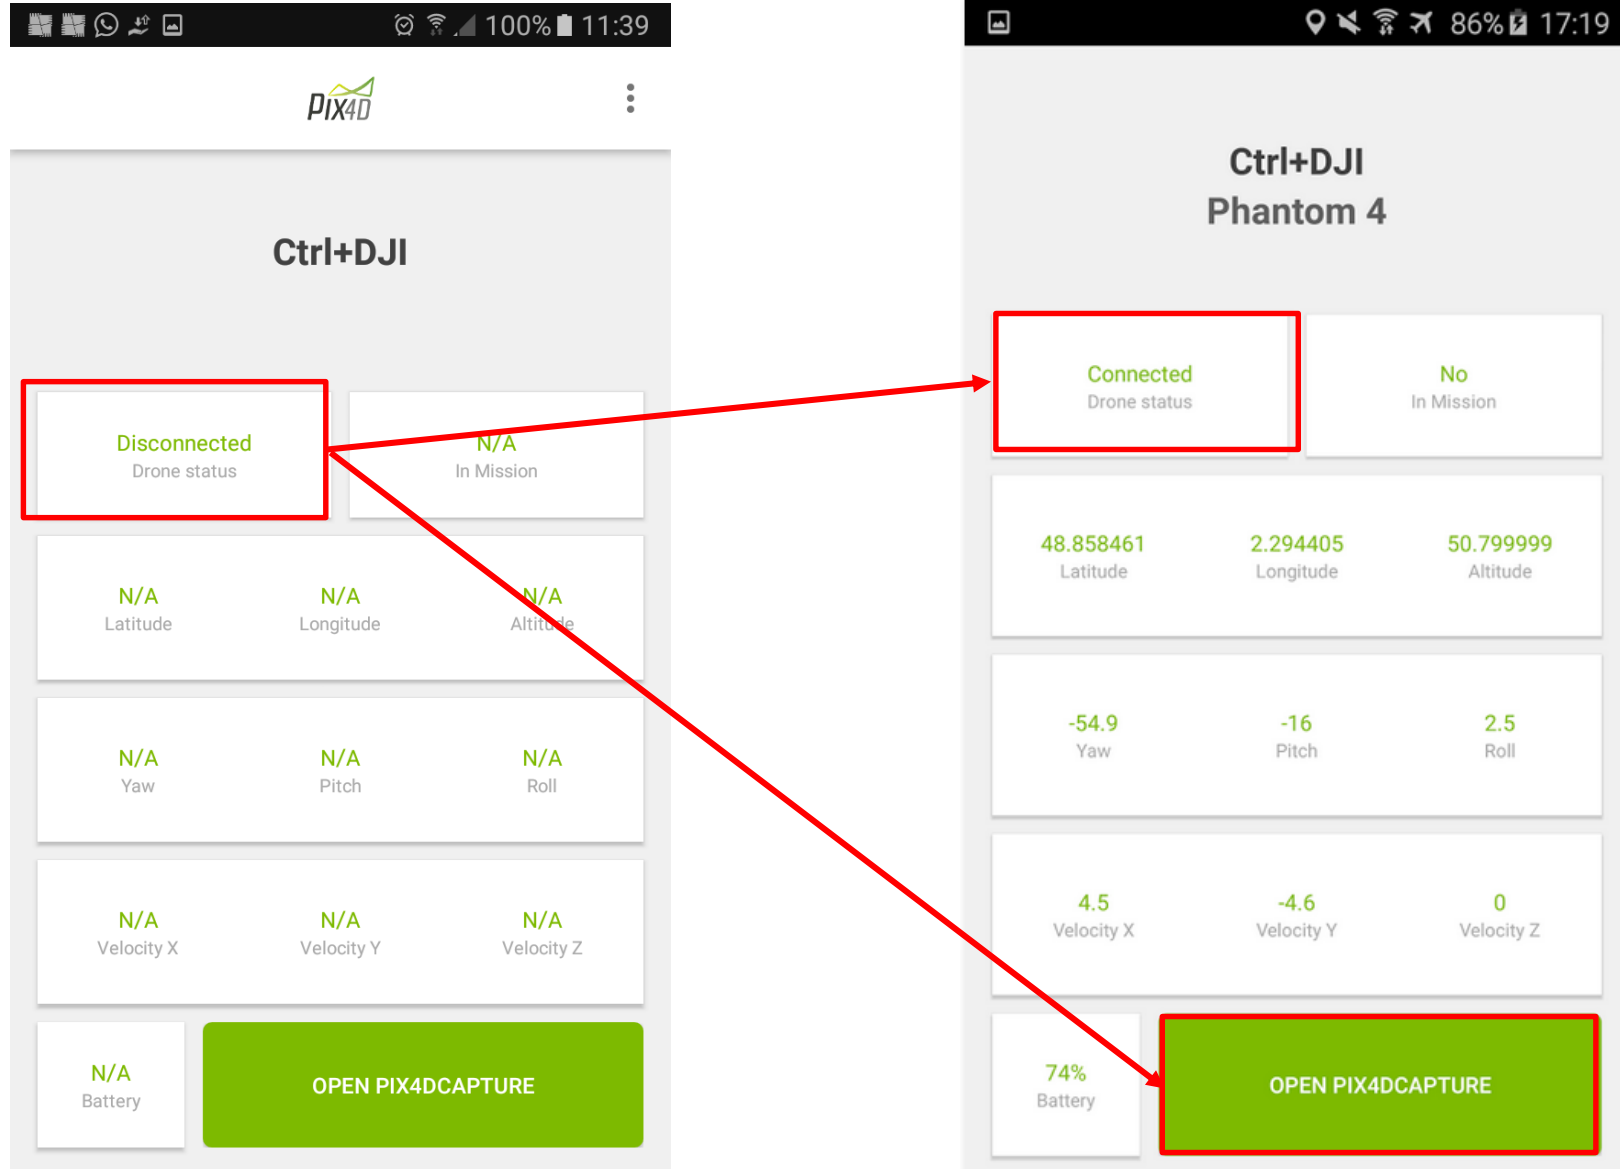 100% 11:39
PIX4D
Ctrl+DJI
Disconnected
Drone status
N/A
In Mission
N/A
Latitude
N/A
Longitude
N/A
Altitude
N/A
Yaw
N/A
Pitch
N/A
Roll
N/A
Velocity X
N/A
Velocity Y
N/A
Velocity Z
N/A
Battery
OPEN PIX4DCAPTURE
86% 17:19
Ctrl+DJI
Phantom 4
Connected
Drone status
No
In Mission
48.858461
Latitude
2.294405
Longitude
50.799999
Altitude
-54.9
Yaw
-16
Pitch
2.5
Roll
4.5
Velocity X
-4.6
Velocity Y
0
Velocity Z
74%
Battery
OPEN PIX4DCAPTURE